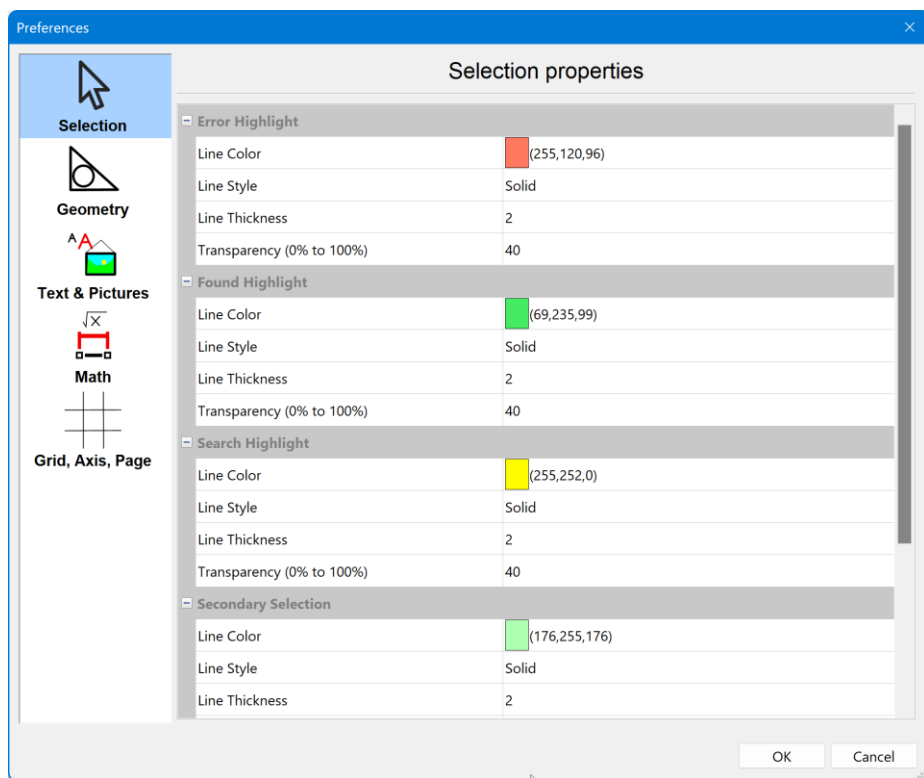 Preferences
Selection properties
Selection
Geometry
A A
Text & Pictures
√x
Math
Grid, Axis, Page
Error Highlight
Line Color (255,120,96)
Line Style Solid
Line Thickness 2
Transparency (0% to 100%) 40
Found Highlight
Line Color (69,235,99)
Line Style Solid
Line Thickness 2
Transparency (0% to 100%) 40
Search Highlight
Line Color (255,252,0)
Line Style Solid
Line Thickness 2
Transparency (0% to 100%) 40
Secondary Selection
Line Color (176,255,176)
Line Style Solid
Line Thickness 2
OK Cancel